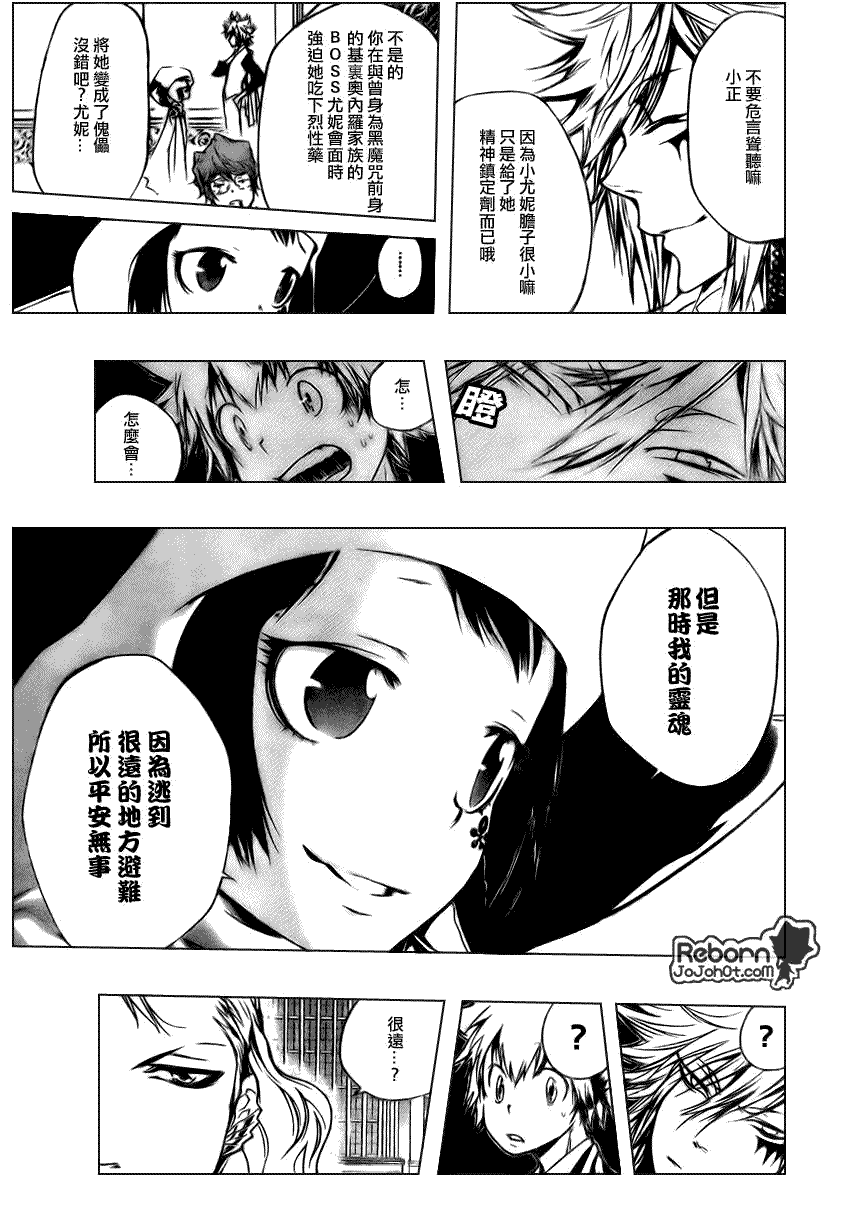 不要危言聳聽嘛
小正
因為小尤妮膽子很小嘛
只是給了她
精神鎮定劑而已哦
不是的
你在與曾身為黑魔咒前身
的基裏奧內羅家族的
BOSS尤妮會面時
強迫她吃下烈性藥
將她變成了傀儡
沒錯吧?尤妮…
……
瞪
怎…
怎麼會…
但是
那時我的靈魂
因為逃到
很遠的地方避難
所以平安無事
Reborn
JoJoHot.com
?
?
很遠…?